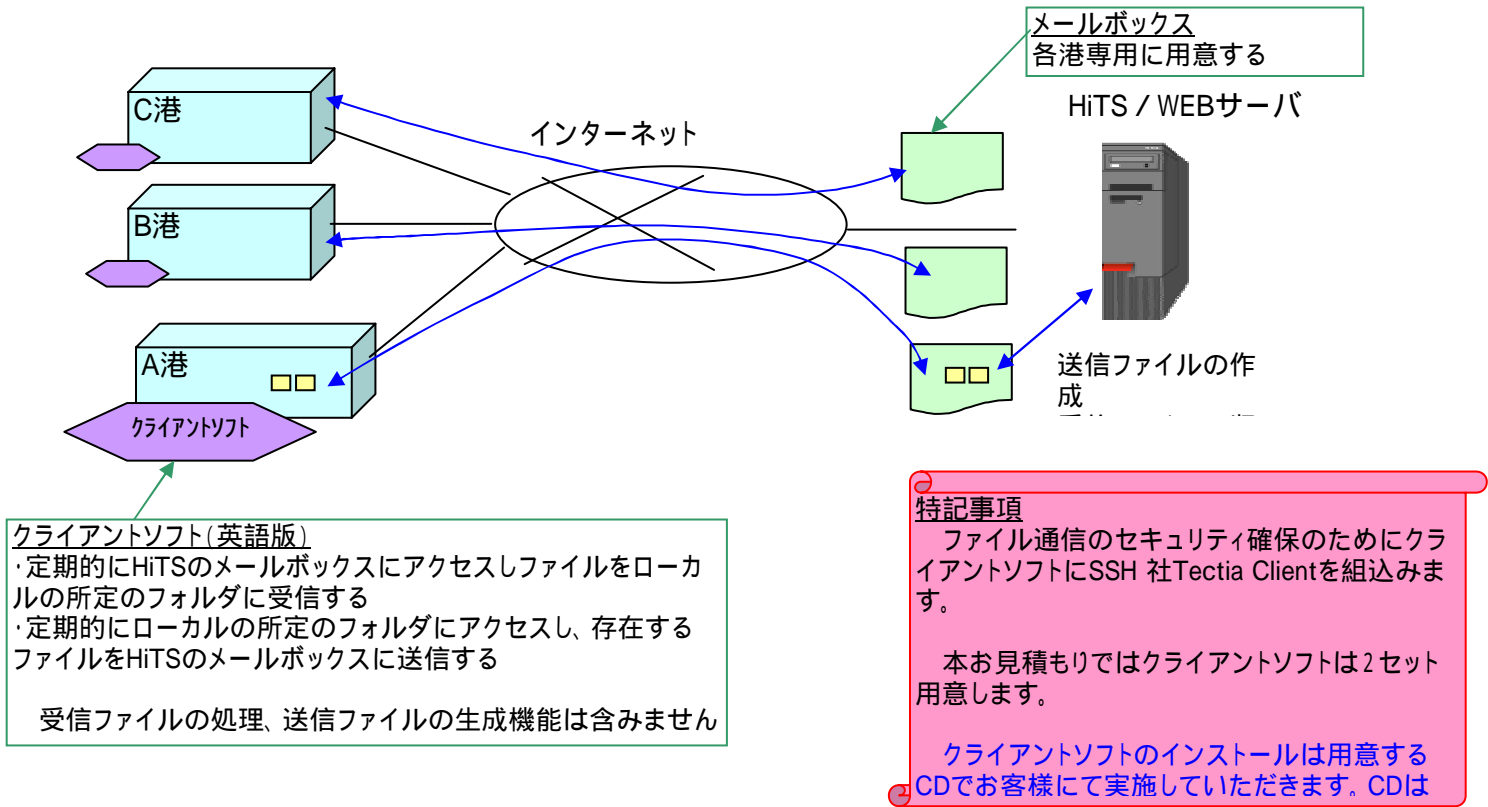 メールボックス
各港専用に用意する
HiTS / WEBサーバ
C港
インターネット
B港
A港
クライアントソフト
送信ファイルの作
成
クライアントソフト(英語版)
・定期的にHiTSのメールボックスにアクセスしファイルをローカ
ルの所定のフォルダに受信する
・定期的にローカルの所定のフォルダにアクセスし、存在する
ファイルをHiTSのメールボックスに送信する
受信ファイルの処理、送信ファイルの生成機能は含みません
特記事項
ファイル通信のセキュリティ確保のためにクラ
イアントソフトにSSH 社Tectia Clientを組込みま
す。
本お見積もりではクライアントソフトは2セット
用意します。
クライアントソフトのインストールは用意する
CDでお客様にて実施していただきます。CDは